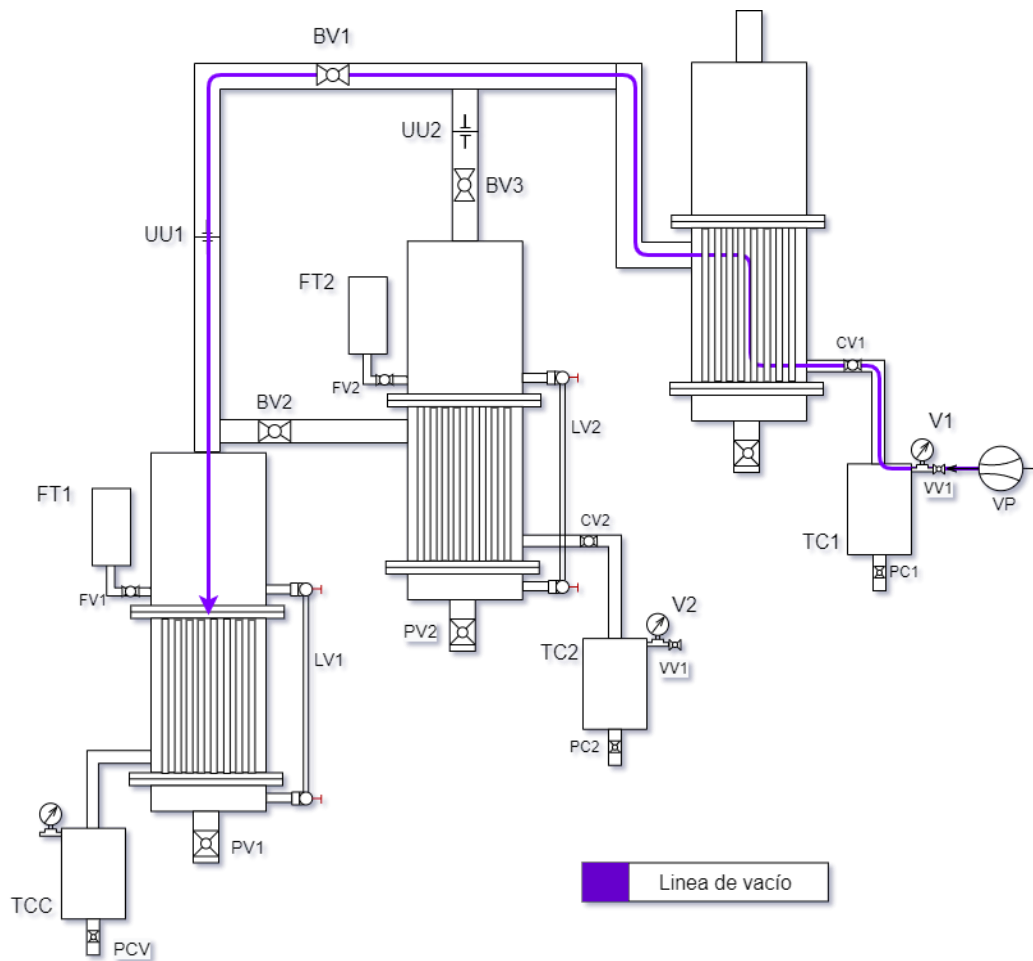 BV1
UU2
BV3
UU1
FT2
FV2
BV2
LV2
CV1
V1
VV1
VP
TC1
PC1
FT1
FV1
CV2
V2
PV2
TC2
VV1
LV1
PC2
PV1
TCC
PCV
Linea de vacío